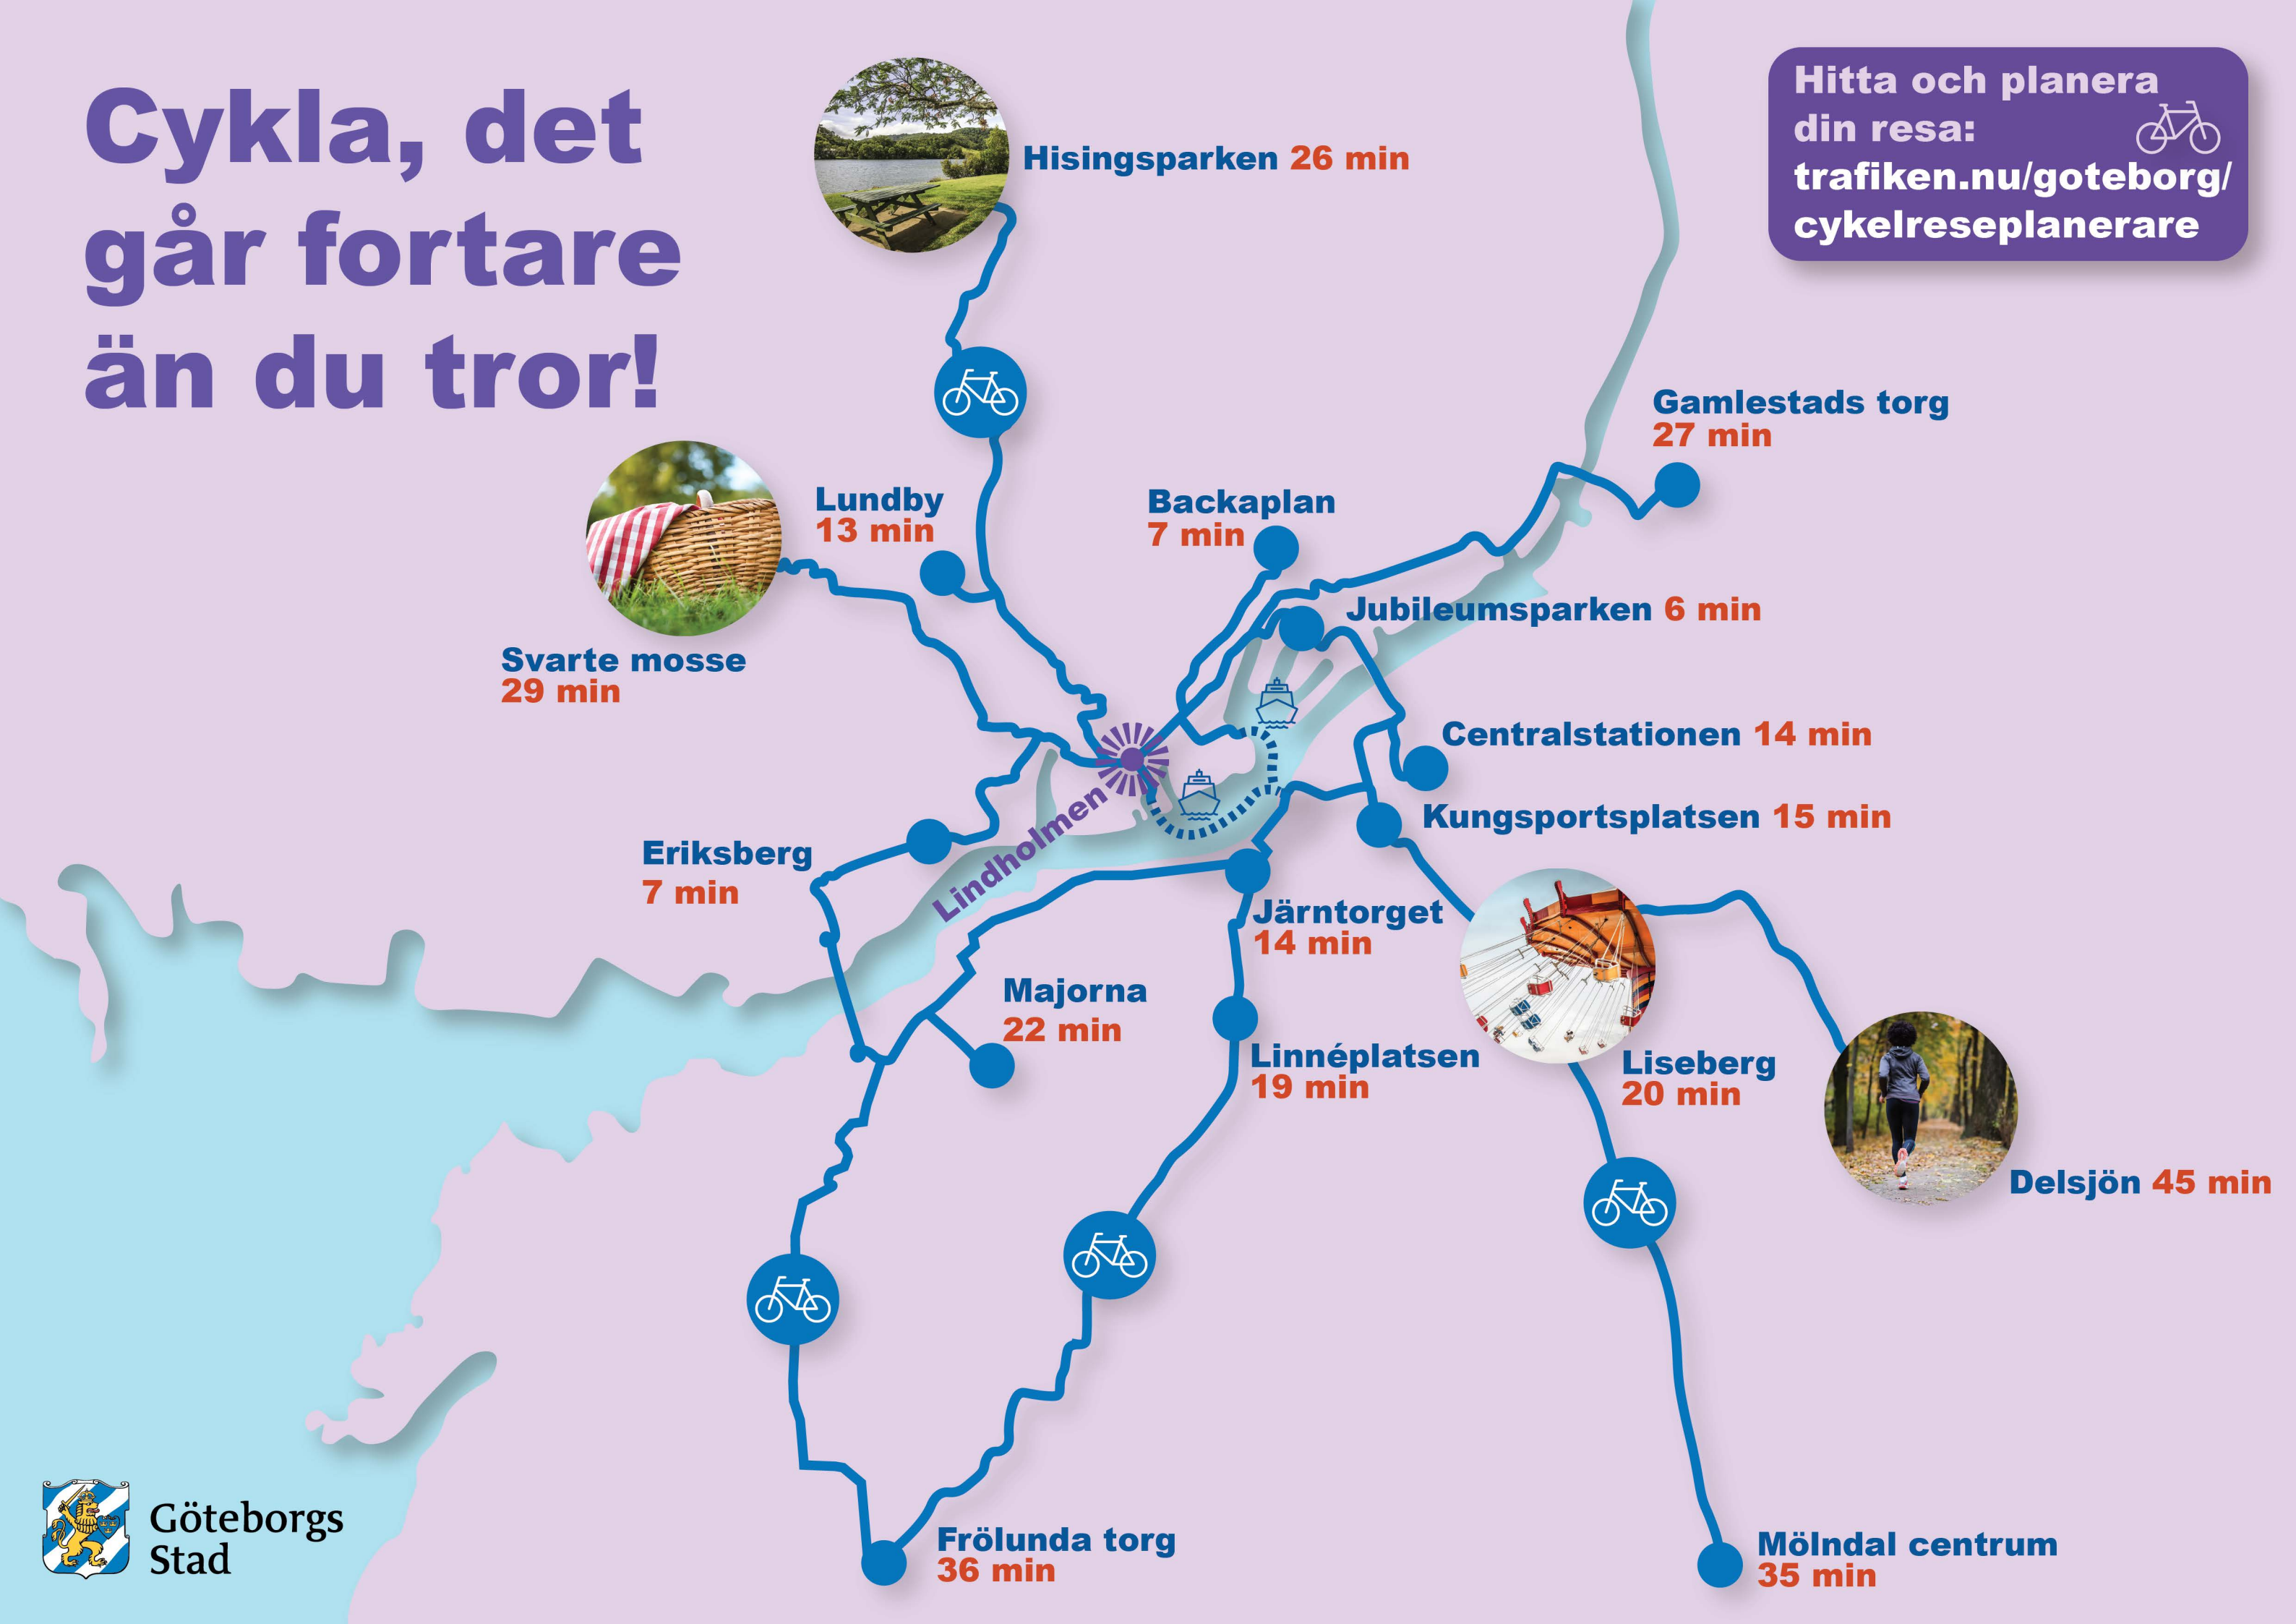 Cykla, det
går fortare
än du tror!
Hitta och planera
din resa:
trafiken.nu/goteborg/
cykelreseplanerare
Hisingsparken 26 min
Gamlestads torg
27 min
Lundby
13 min
Backaplan
7 min
Jubileumsparken 6 min
Svarte mosse
29 min
Centralstationen 14 min
Kungsportsplatsen 15 min
Lindholmen
Eriksberg
7 min
Järntorget
14 min
Majorna
22 min
Linnéplatsen
19 min
Liseberg
20 min
Delsjön 45 min
Frölunda torg
36 min
Mölndal centrum
35 min
Göteborgs
Stad